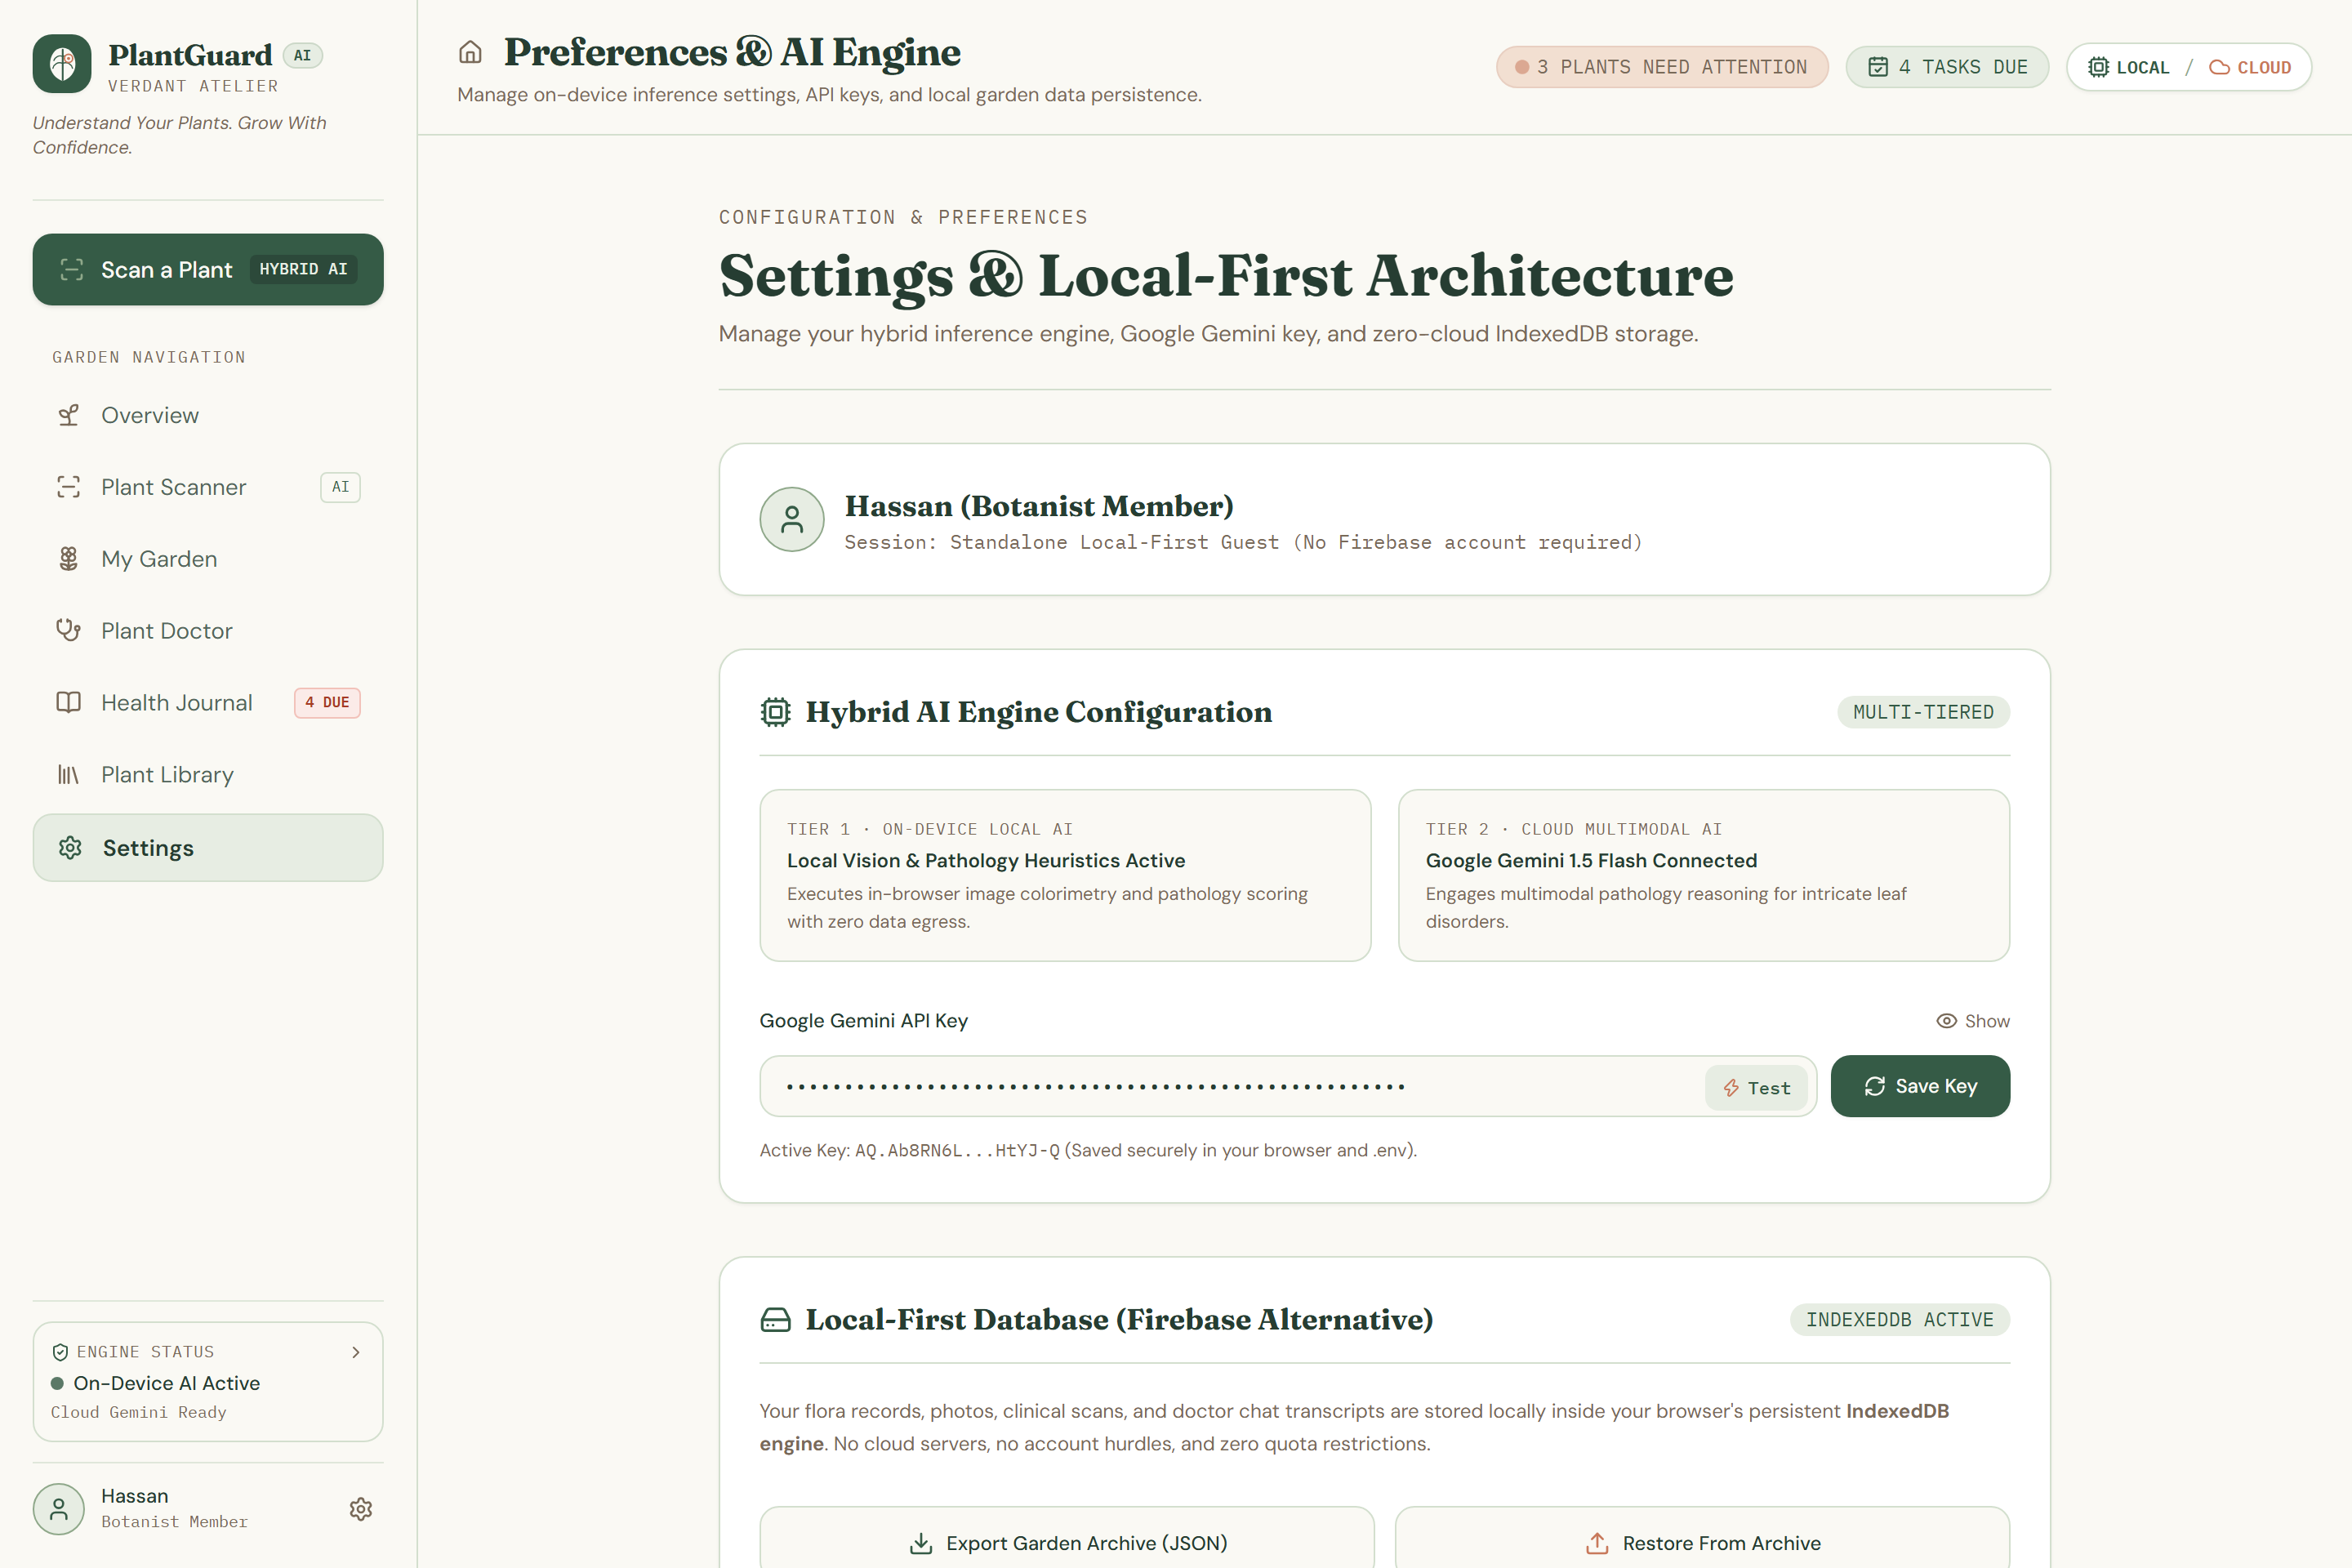 PlantGuard AI
VERDANT ATELIER
Understand Your Plants. Grow With
Confidence.
Scan a Plant HYBRID AI
GARDEN NAVIGATION
Overview
Plant Scanner AI
My Garden
Plant Doctor
Health Journal 4 DUE
Plant Library
Settings
ENGINE STATUS
On-Device AI Active
Cloud Gemini Ready
Hassan
Botanist Member
Preferences & AI Engine
Manage on-device inference settings, API keys, and local garden data persistence.
3 PLANTS NEED ATTENTION
4 TASKS DUE
LOCAL / CLOUD
CONFIGURATION & PREFERENCES
Settings & Local-First Architecture
Manage your hybrid inference engine, Google Gemini key, and zero-cloud IndexedDB storage.
Hassan (Botanist Member)
Session: Standalone Local-First Guest (No Firebase account required)
Hybrid AI Engine Configuration
MULTI-TIERED
TIER 1 · ON-DEVICE LOCAL AI
Local Vision & Pathology Heuristics Active
Executes in-browser image colorimetry and pathology scoring
with zero data egress.
TIER 2 · CLOUD MULTIMODAL AI
Google Gemini 1.5 Flash Connected
Engages multimodal pathology reasoning for intricate leaf
disorders.
Google Gemini API Key
Show
Test
Save Key
Active Key: AQ.Ab8RN6L...HtYJ-Q (Saved securely in your browser and .env).
Local-First Database (Firebase Alternative)
INDEXEDDB ACTIVE
Your flora records, photos, clinical scans, and doctor chat transcripts are stored locally inside your browser's persistent IndexedDB
engine. No cloud servers, no account hurdles, and zero quota restrictions.
Export Garden Archive (JSON)
Restore From Archive